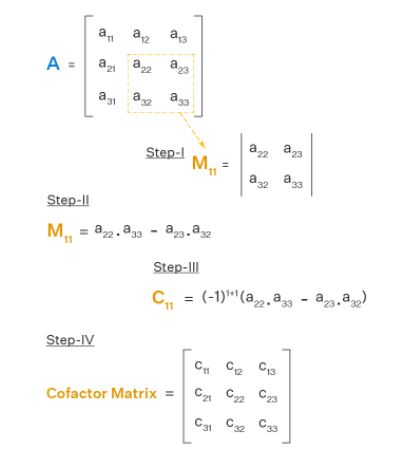 A = [ a₁₁ a₁₂ a₁₃
a₂₁ a₂₂ a₂₃
a₃₁ a₃₂ a₃₃ ]
Step-I
M₁₁ = | a₂₂ a₂₃
a₃₂ a₃₃ |
Step-II
M₁₁ = a₂₂.a₃₃ - a₂₃.a₃₂
Step-III
C₁₁ = (-1)¹⁺¹(a₂₂.a₃₃ - a₂₃.a₃₂)
Step-IV
Cofactor Matrix = [ c₁₁ c₁₂ c₁₃
c₂₁ c₂₂ c₂₃
c₃₁ c₃₂ c₃₃ ]